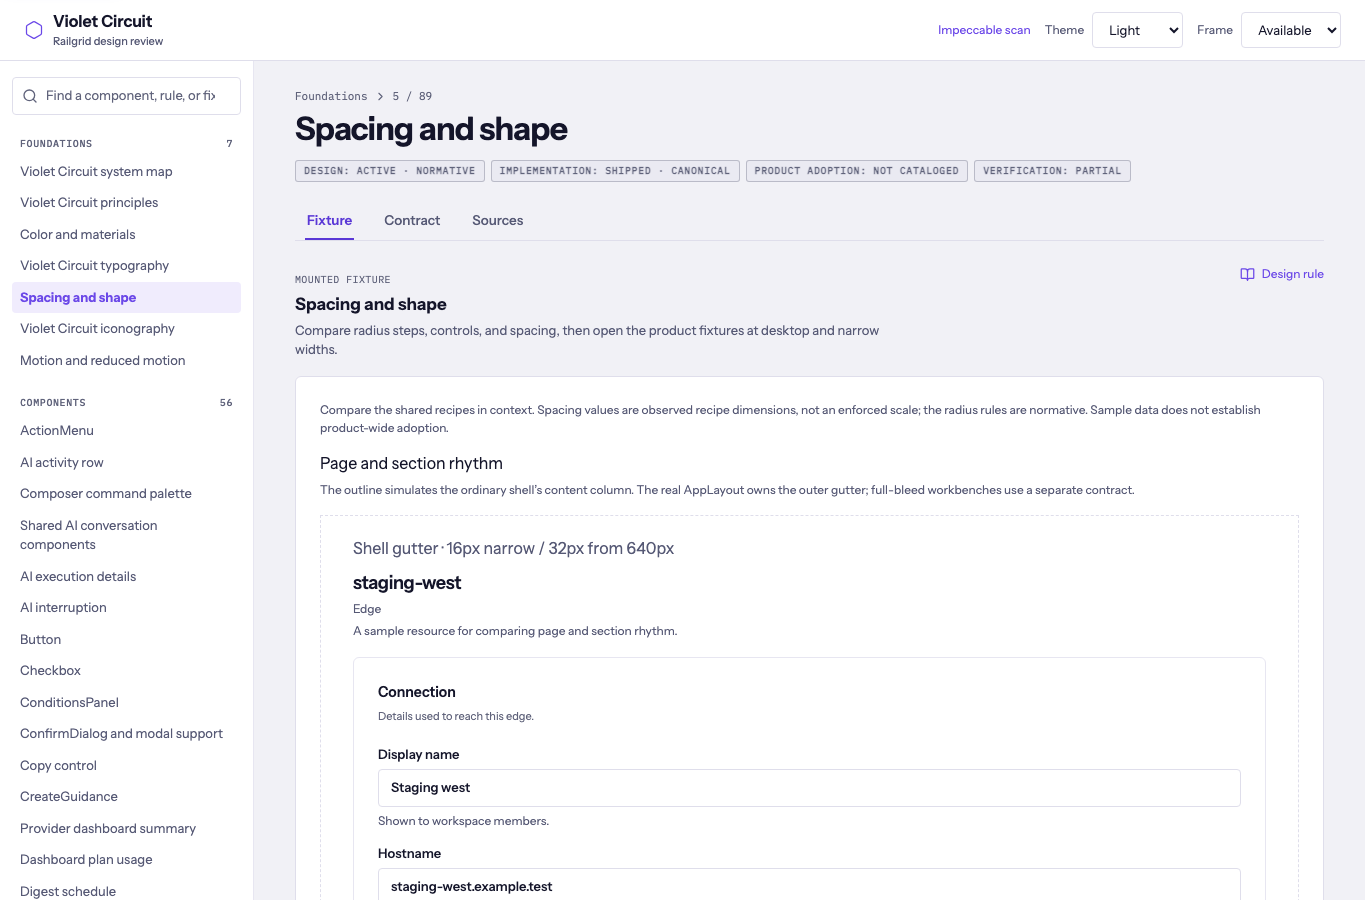 Violet Circuit
Railgrid design review
Impeccable scan
Theme
Light
Frame
Available
Find a component, rule, or fix
FOUNDATIONS 7
Violet Circuit system map
Violet Circuit principles
Color and materials
Violet Circuit typography
Spacing and shape
Violet Circuit iconography
Motion and reduced motion
COMPONENTS 56
ActionMenu
AI activity row
Composer command palette
Shared AI conversation
components
AI execution details
AI interruption
Button
Checkbox
ConditionsPanel
ConfirmDialog and modal support
Copy control
CreateGuidance
Provider dashboard summary
Dashboard plan usage
Digest schedule
Foundations > 5 / 89
Spacing and shape
DESIGN: ACTIVE · NORMATIVE
IMPLEMENTATION: SHIPPED · CANONICAL
PRODUCT ADOPTION: NOT CATALOGED
VERIFICATION: PARTIAL
Fixture
Contract
Sources
MOUNTED FIXTURE
Design rule
Spacing and shape
Compare radius steps, controls, and spacing, then open the product fixtures at desktop and narrow
widths.
Compare the shared recipes in context. Spacing values are observed recipe dimensions, not an enforced scale; the radius rules are normative. Sample data does not establish
product-wide adoption.
Page and section rhythm
The outline simulates the ordinary shell's content column. The real AppLayout owns the outer gutter; full-bleed workbenches use a separate contract.
Shell gutter · 16px narrow / 32px from 640px
staging-west
Edge
A sample resource for comparing page and section rhythm.
Connection
Details used to reach this edge.
Display name
Staging west
Shown to workspace members.
Hostname
staging-west.example.test